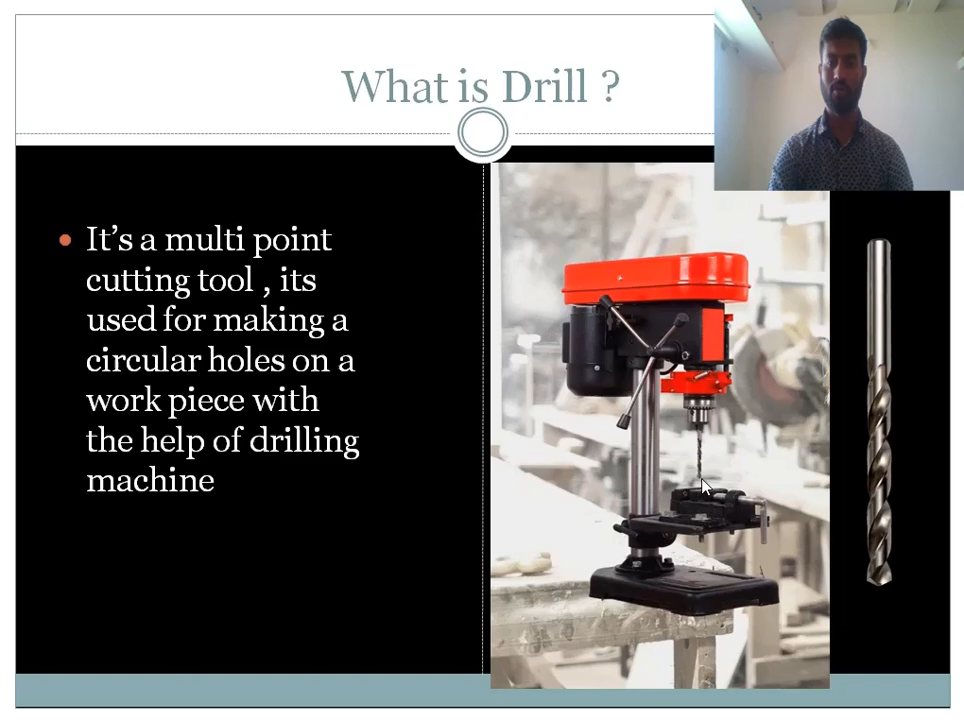 What is Drill ?
It's a multi point
cutting tool , its
used for making a
circular holes on a
work piece with
the help of drilling
machine